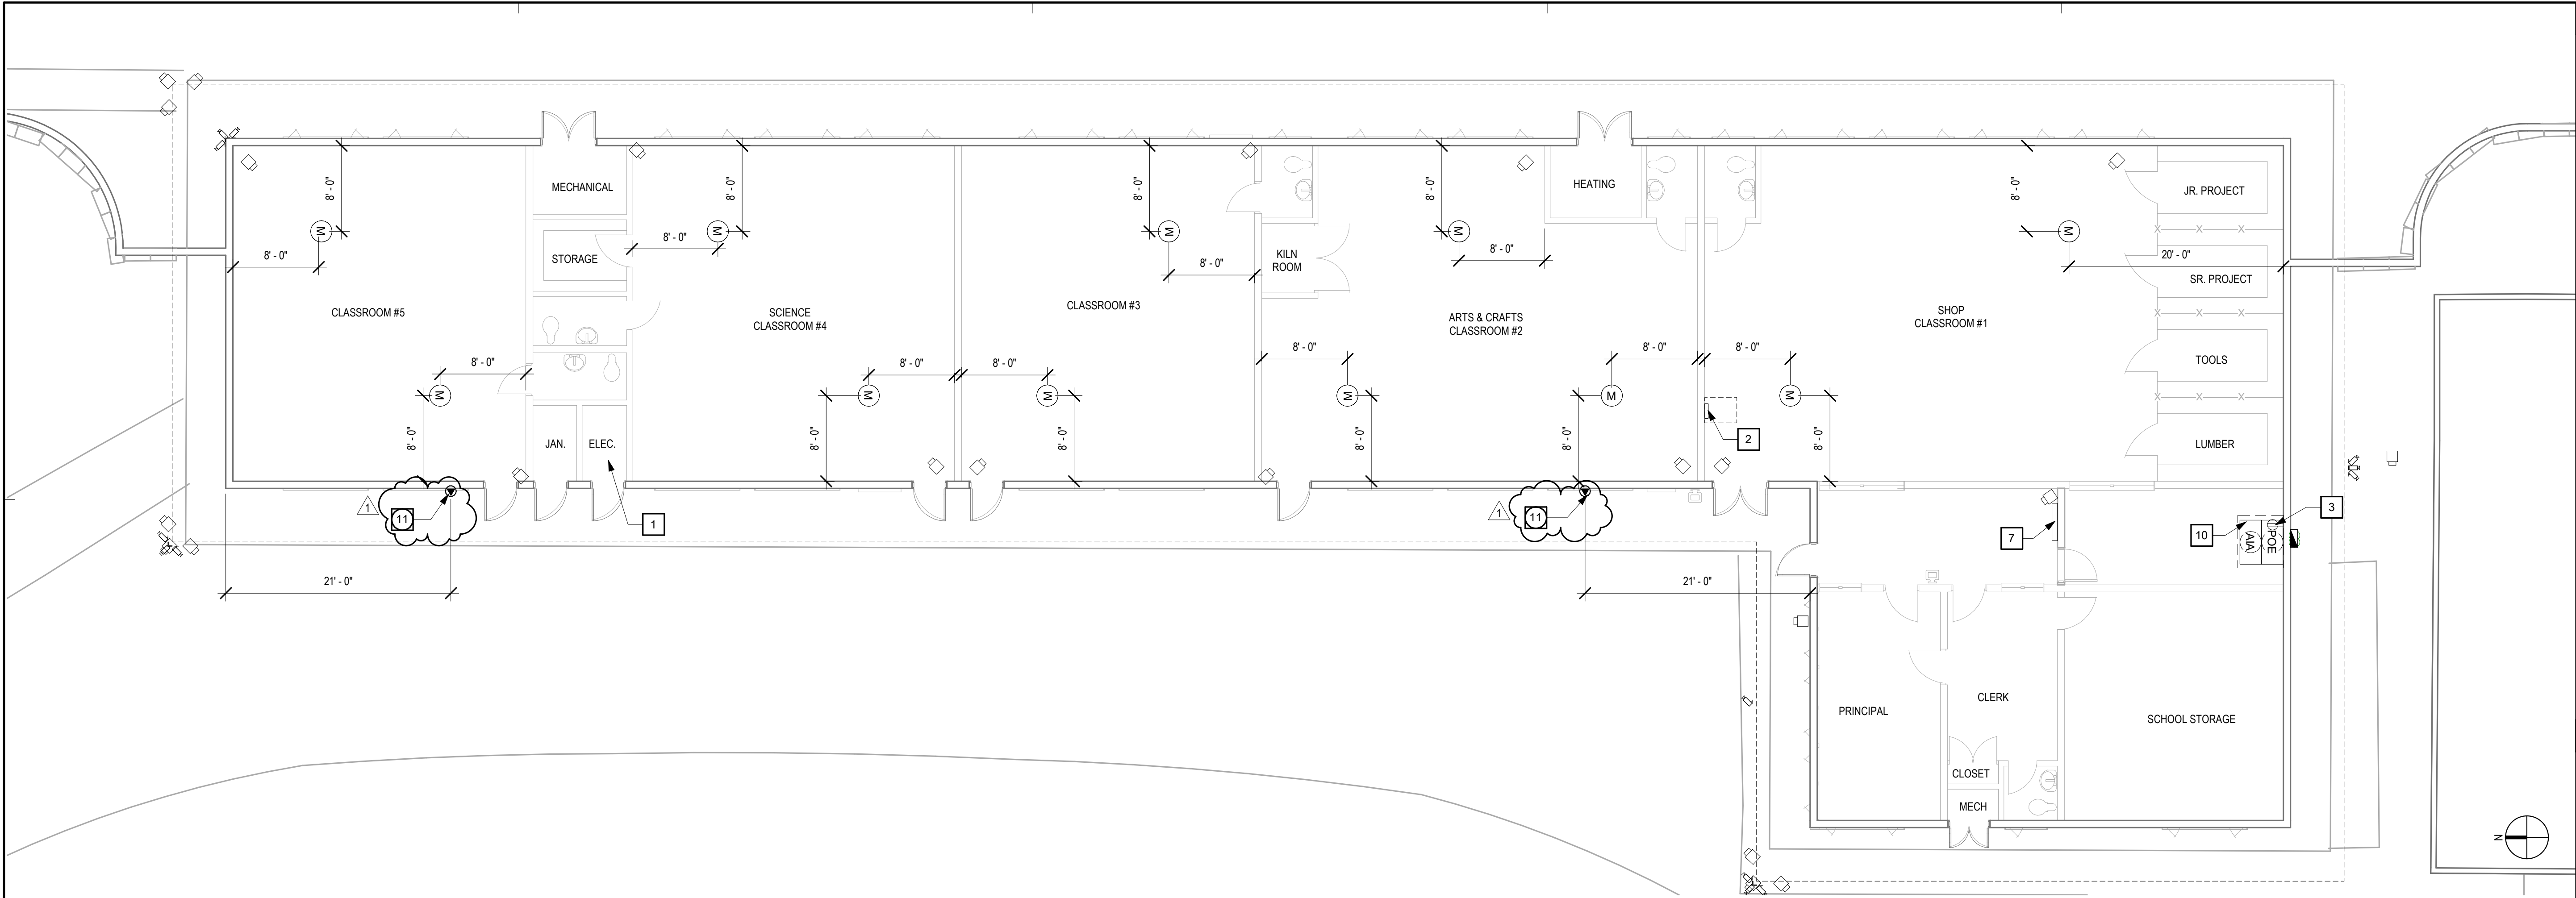 MECHANICAL
HEATING
JR. PROJECT
8' - 0"
8' - 0"
8' - 0"
8' - 0"
8' - 0"
M
M
M
M
M
8' - 0"
8' - 0"
8' - 0"
8' - 0"
20' - 0"
STORAGE
KILN
ROOM
SR. PROJECT
X X X
CLASSROOM #5
SCIENCE
CLASSROOM #4
CLASSROOM #3
ARTS & CRAFTS
CLASSROOM #2
SHOP
CLASSROOM #1
X X X
TOOLS
8' - 0"
8' - 0"
8' - 0"
8' - 0"
8' - 0"
8' - 0"
M
M
M
M
M
M
X X X
8' - 0"
8' - 0"
8' - 0"
8' - 0"
8' - 0"
8' - 0"
JAN.
ELEC.
2
LUMBER
1
11
1
1
11
7
10
AIA
POE
3
21' - 0"
21' - 0"
PRINCIPAL
CLERK
SCHOOL STORAGE
CLOSET
MECH
N